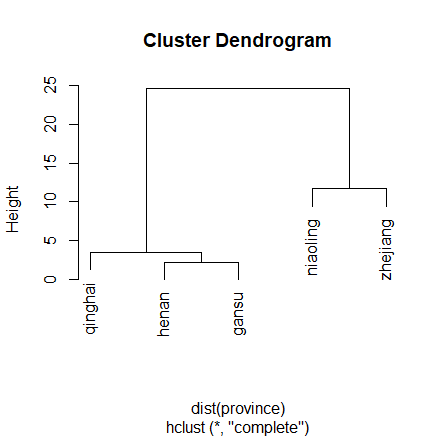 Cluster Dendrogram
Height
25
20
15
10
5
0
qinghai
henan
gansu
niaoling
zhejiang
dist(province)
hclust (*, "complete")